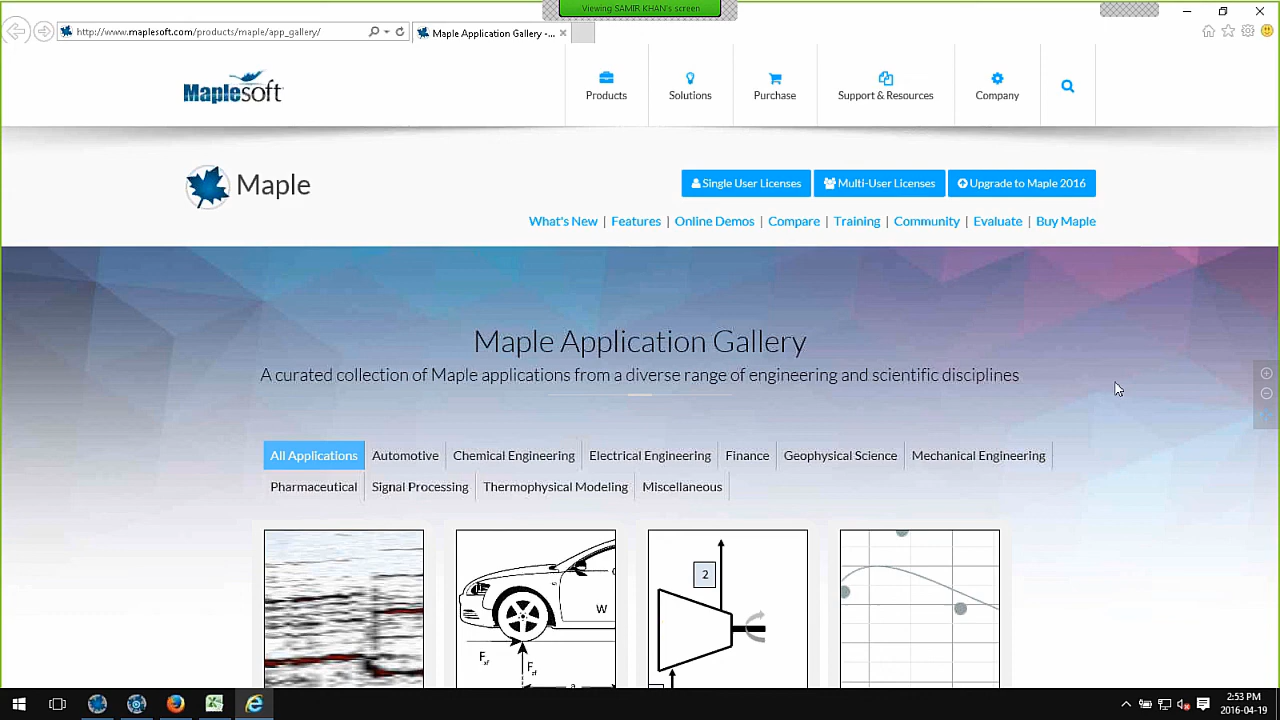 Viewing SAMIR KHAN's screen
http://www.maplesoft.com/products/maple/app_gallery/
Maple Application Gallery -...
Maplesoft
Products
Solutions
Purchase
Support & Resources
Company
Maple
Single User Licenses
Multi-User Licenses
Upgrade to Maple 2016
What's New | Features | Online Demos | Compare | Training | Community | Evaluate | Buy Maple
Maple Application Gallery
A curated collection of Maple applications from a diverse range of engineering and scientific disciplines
All Applications
Automotive
Chemical Engineering
Electrical Engineering
Finance
Geophysical Science
Mechanical Engineering
Pharmaceutical
Signal Processing
Thermophysical Modeling
Miscellaneous
W
2
2:53 PM
2016-04-19